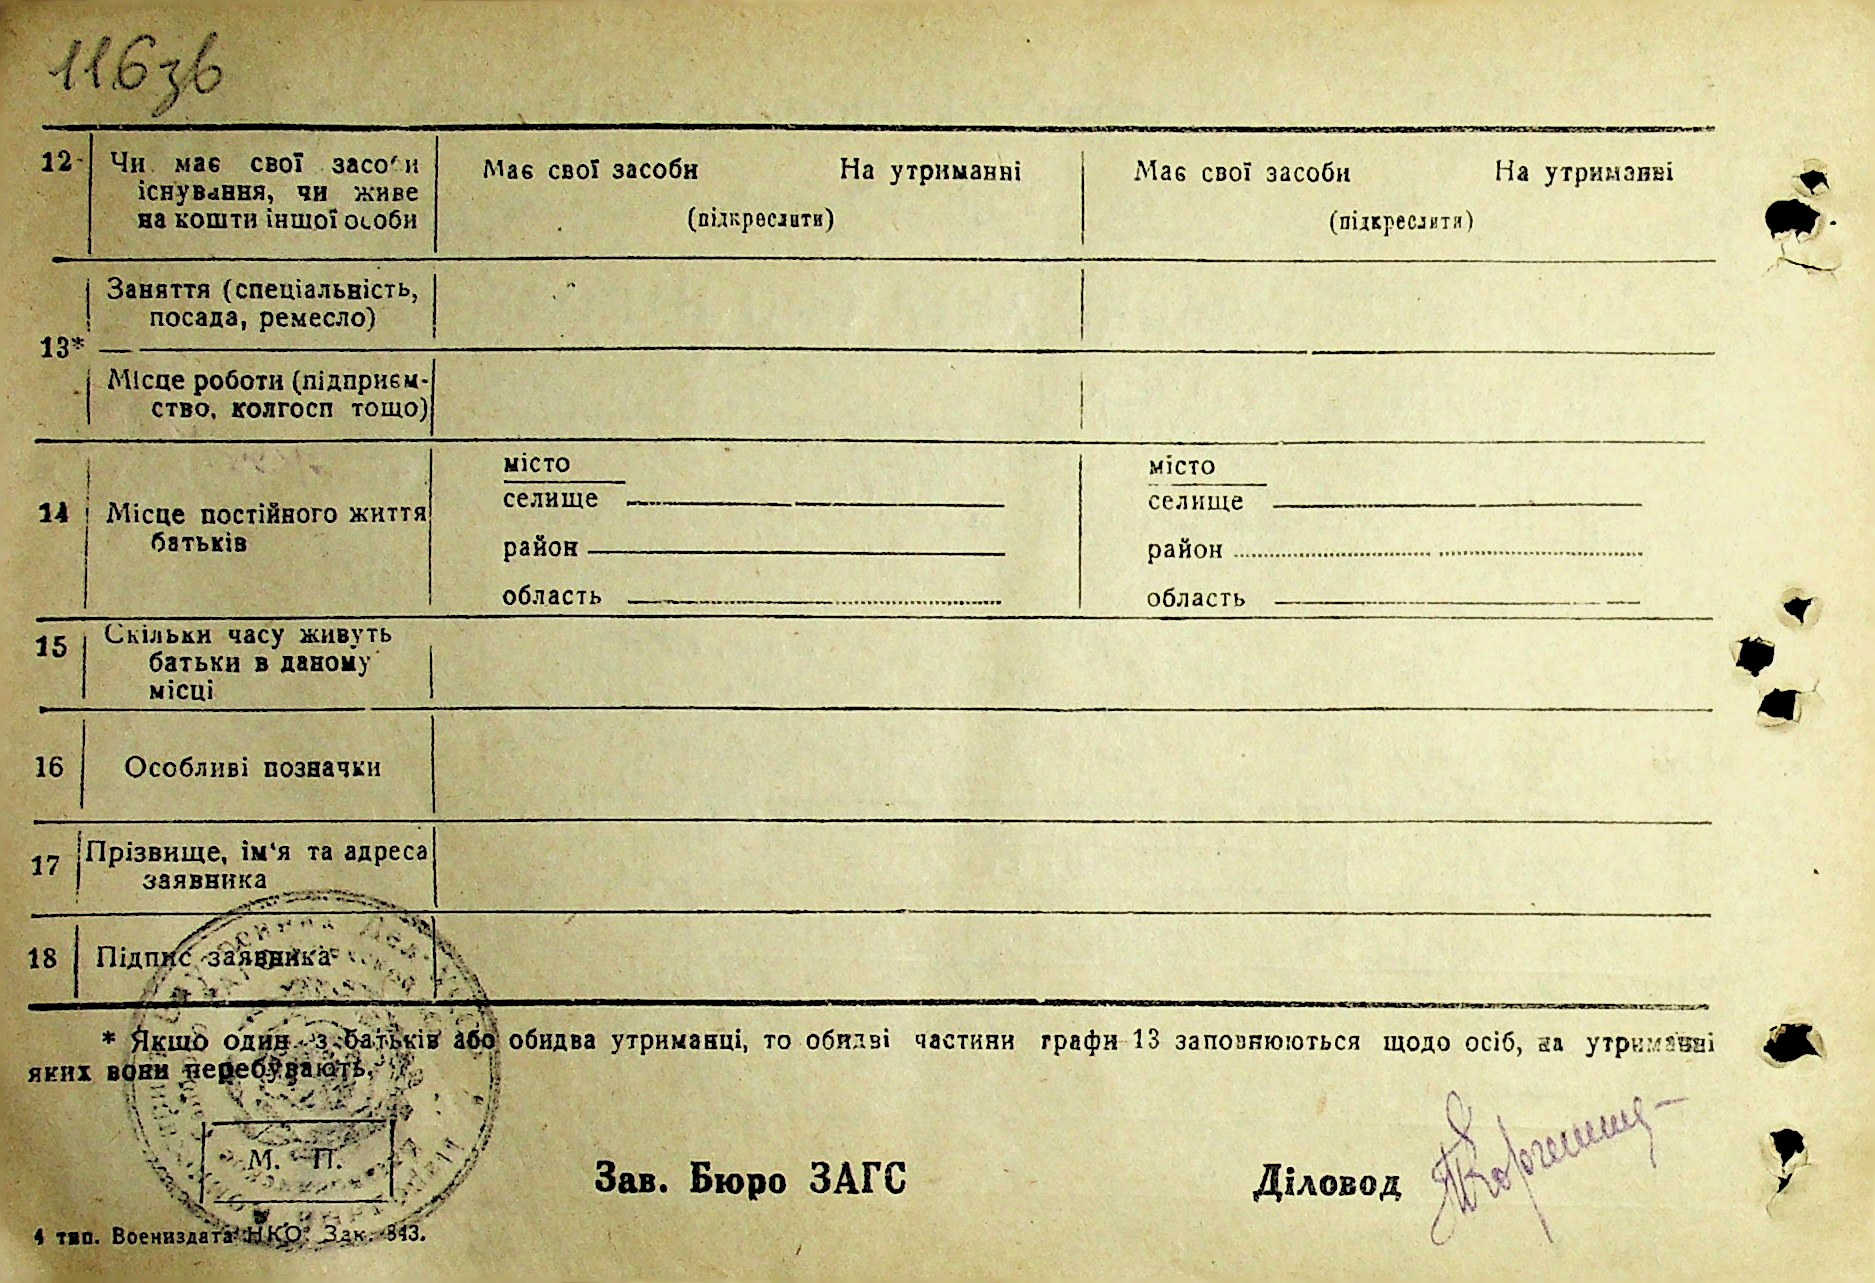 116зв
12 Чи має свої засоби
існування, чи живе
на кошти іншої особи
Має свої засоби На утриманні
(підкреслити)
Має свої засоби На утриманні
(підкреслити)
13*
Заняття (спеціальність,
посада, ремесло)
Місце роботи (підприєм-
ство, колгосп тощо)
14 Місце постійного життя
батьків
місто
селище
район
область
місто
селище
район
область
15 Скільки часу живуть
батьки в даному
місці
16 Особливі позначки
17 Прізвище, ім‘я та адреса
заявника
18 Підпис заявника
* Якщо один з батьків або обидва утриманці, то обидві частини графи 13 заповнюються щодо осіб, на утриманні
яких вони перебувають.
М. П.
Зав. Бюро ЗАГС
Діловод
4 тип. Воениздата НКО. Зак. 843.